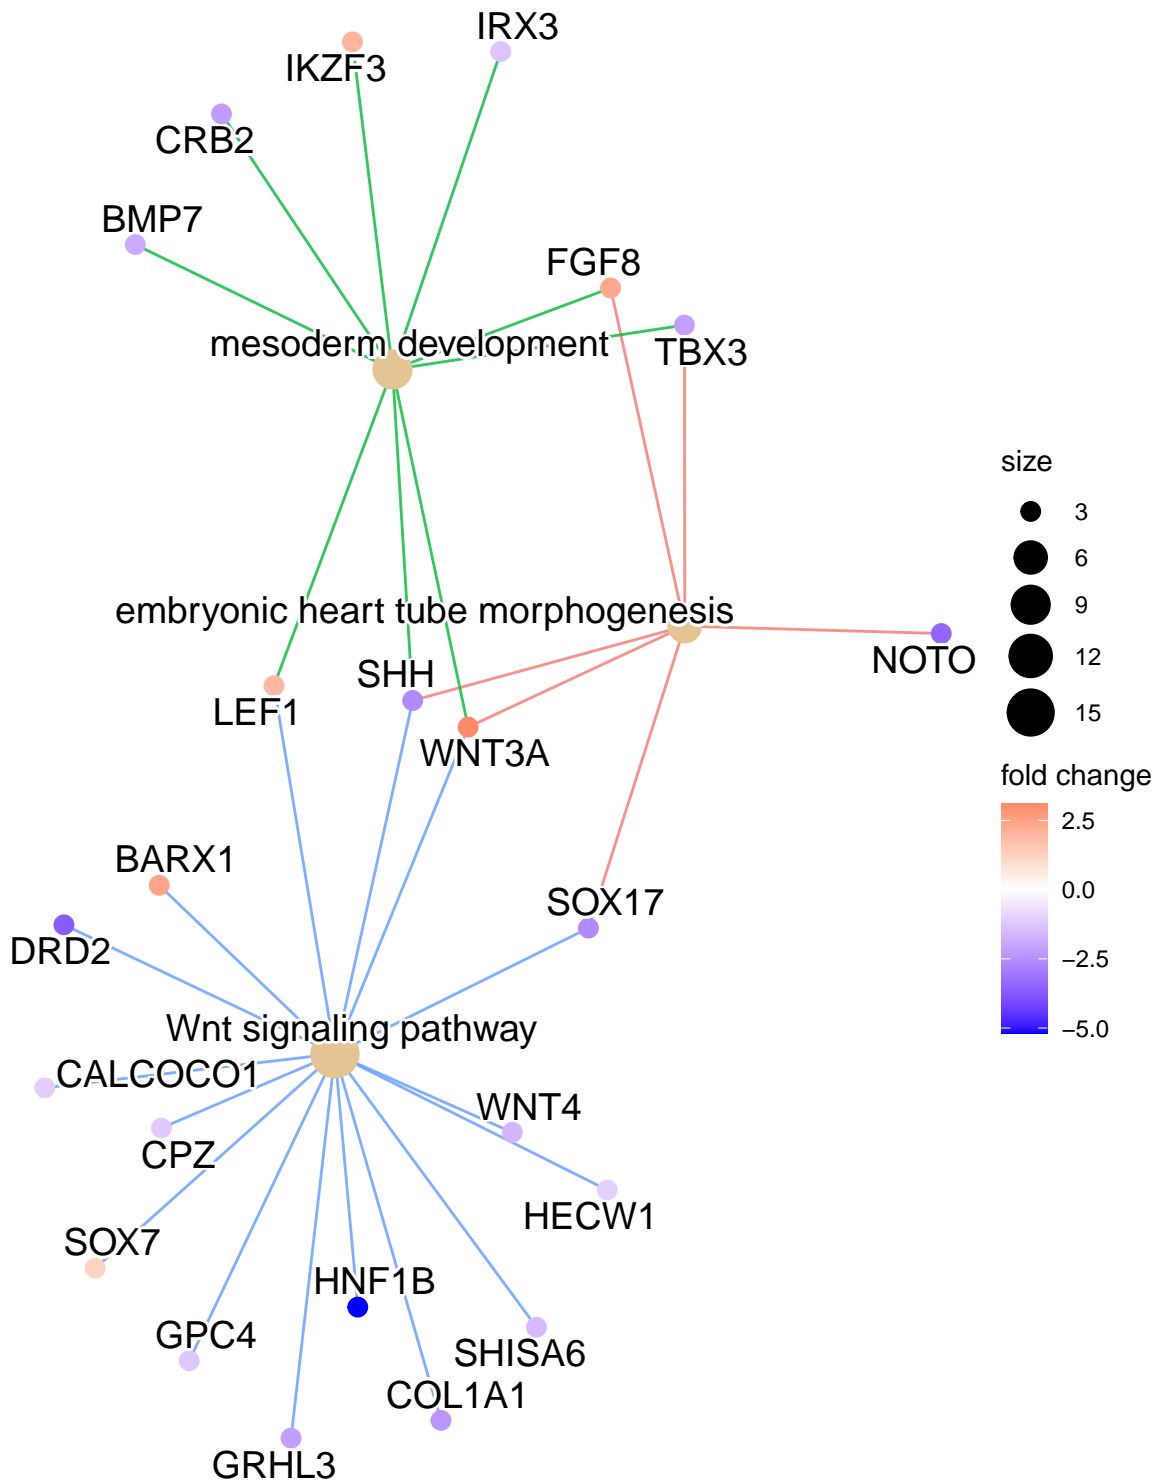 IRX3
IKZF3
CRB2
BMP7
FGF8
mesoderm development
TBX3
size
3
6
9
12
15
embryonic heart tube morphogenesis
NOTO
SHH
LEF1
WNT3A
fold change
2.5
0.0
−2.5
−5.0
BARX1
SOX17
DRD2
Wnt signaling pathway
CALCOCO1
WNT4
CPZ
HECW1
SOX7
HNF1B
GPC4
SHISA6
COL1A1
GRHL3